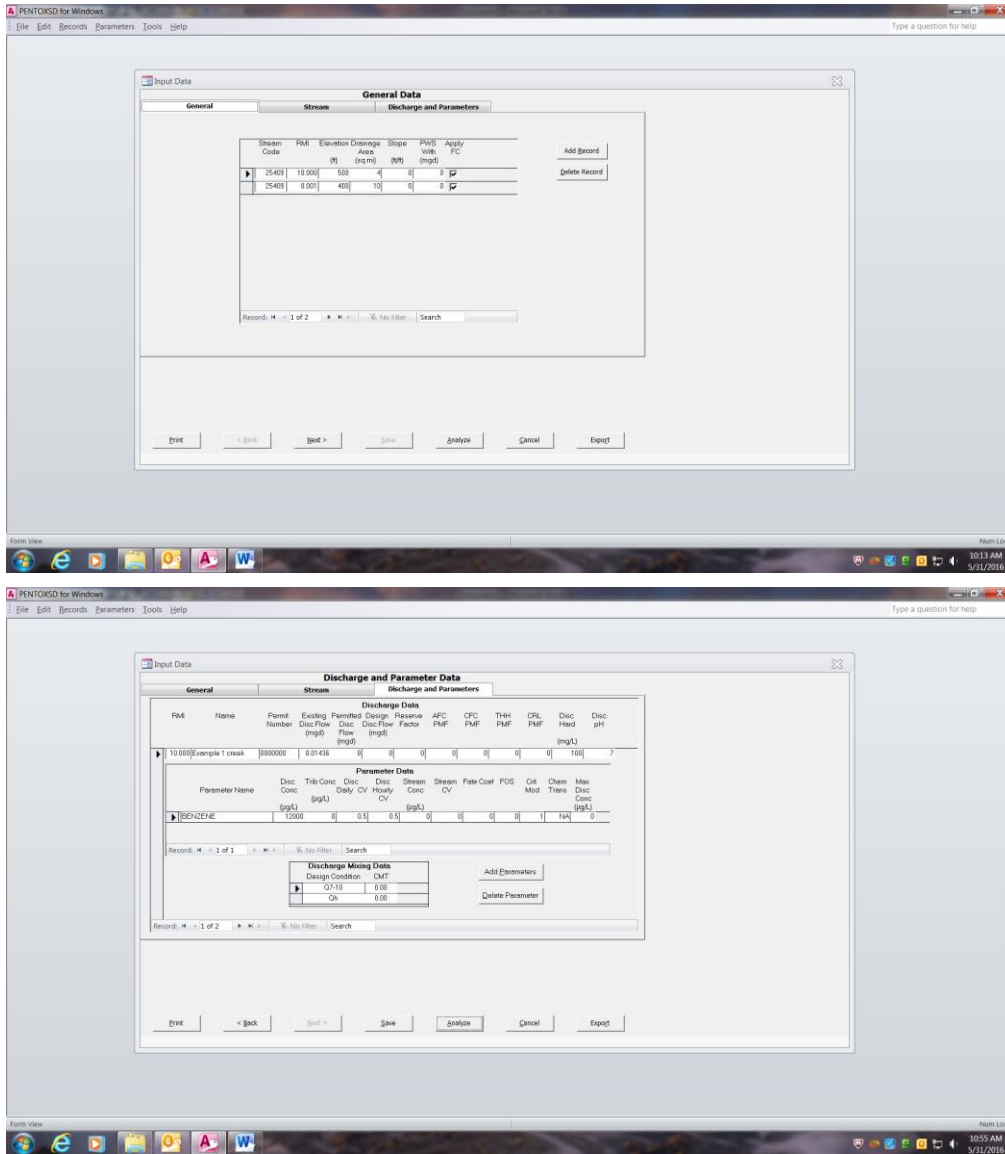 PENTOXSD for Windows
File Edit Records Parameters Tools Help Type a question for help
Input Data
General Data
General Stream Discharge and Parameters
Stream Code RMI Elevation (ft) Drainage Area (sq mi) Slope (ft/ft) PWS With (mgd) Apply FC
25409 10.000 500 4 0 0
25409 0.001 400 10 0 0
Add Record
Delete Record
Record: 1 of 2 No Filter Search
Print < Back Next > Save Analyze Cancel Export
Form View Num Lo
10:13 AM
5/31/2016
PENTOXSD for Windows
File Edit Records Parameters Tools Help Type a question for help
Input Data
Discharge and Parameter Data
General Stream Discharge and Parameters
Discharge Data
RMI Name Permit Number Existing Disc Flow (mgd) Permitted Disc Flow (mgd) Design Disc Flow (mgd) Reserve Factor AFC PMF CFC PMF THH PMF CRL PMF Disc Hard (mg/L) Disc pH
10.000 Example 1 creek 0000000 0.01436 0 0 0 0 0 0 0 100 7
Parameter Data
Parameter Name Disc Conc (µg/L) Trib Conc (µg/L) Disc Daily CV Disc Hourly CV Stream Conc (µg/L) Stream CV Fate Coef FOS Crit Mod Chem Trans Max Disc Conc (µg/L)
BENZENE 12000 0 0.5 0.5 0 0 0 0 1 NA 0
Record: 1 of 1 No Filter Search
Discharge Mixing Data
Design Condition CMT
Q7-10 0.00
Qh 0.00
Add Parameters
Delete Parameter
Record: 1 of 2 No Filter Search
Print < Back Next > Save Analyze Cancel Export
Form View Num Lo
10:55 AM
5/31/2016